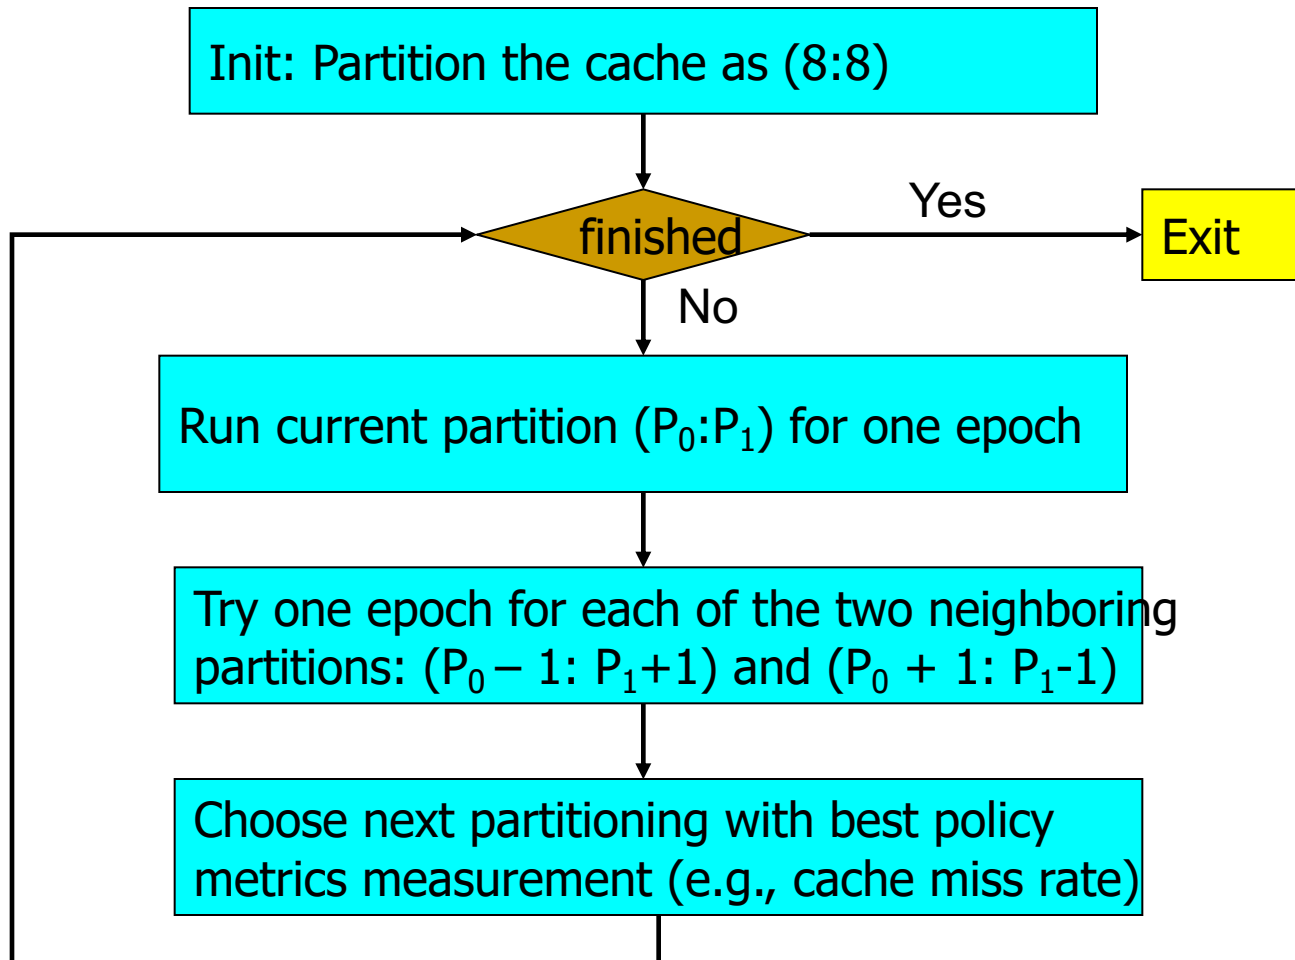 Init: Partition the cache as (8:8)
finished
Yes
Exit
No
Run current partition (P₀:P₁) for one epoch
Try one epoch for each of the two neighboring
partitions: (P₀ – 1: P₁+1) and (P₀ + 1: P₁-1)
Choose next partitioning with best policy
metrics measurement (e.g., cache miss rate)